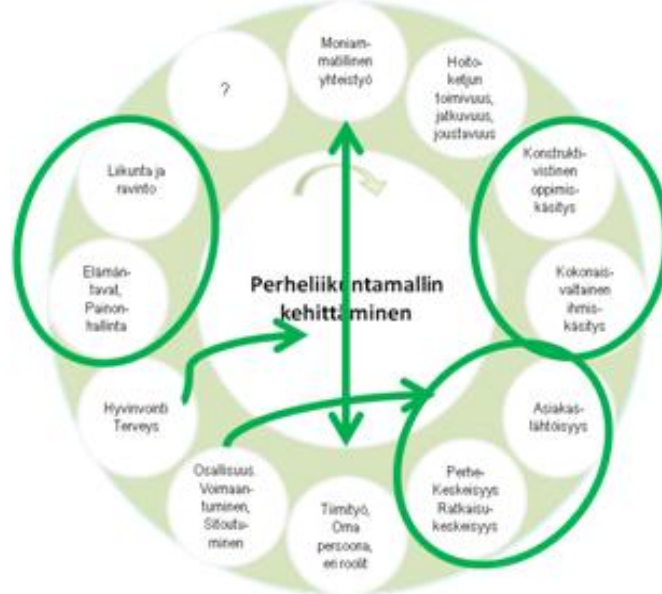 Moniam-
matillinen
yhteistyö
Hoito-
ketjun
toimivuus,
jatkuvuus,
joustavuus
Konstrukti-
vistinen
oppimis-
käsitys
Kokonais-
valtainen
ihmis-
käsitys
Asiakas-
lähtöisyys
Perhe-
Keskeisyys
Ratkaisu-
keskeisyys
Tiimityö,
Oma
persoona,
eri roolit
Osallisuus.
Voimaan-
tuminen,
Sitoutu-
minen
Hyvinvointi
Terveys
Elämän-
tavat,
Painon-
hallinta
Liikunta ja
ravinto
?
Perheliikuntamallin
kehittäminen